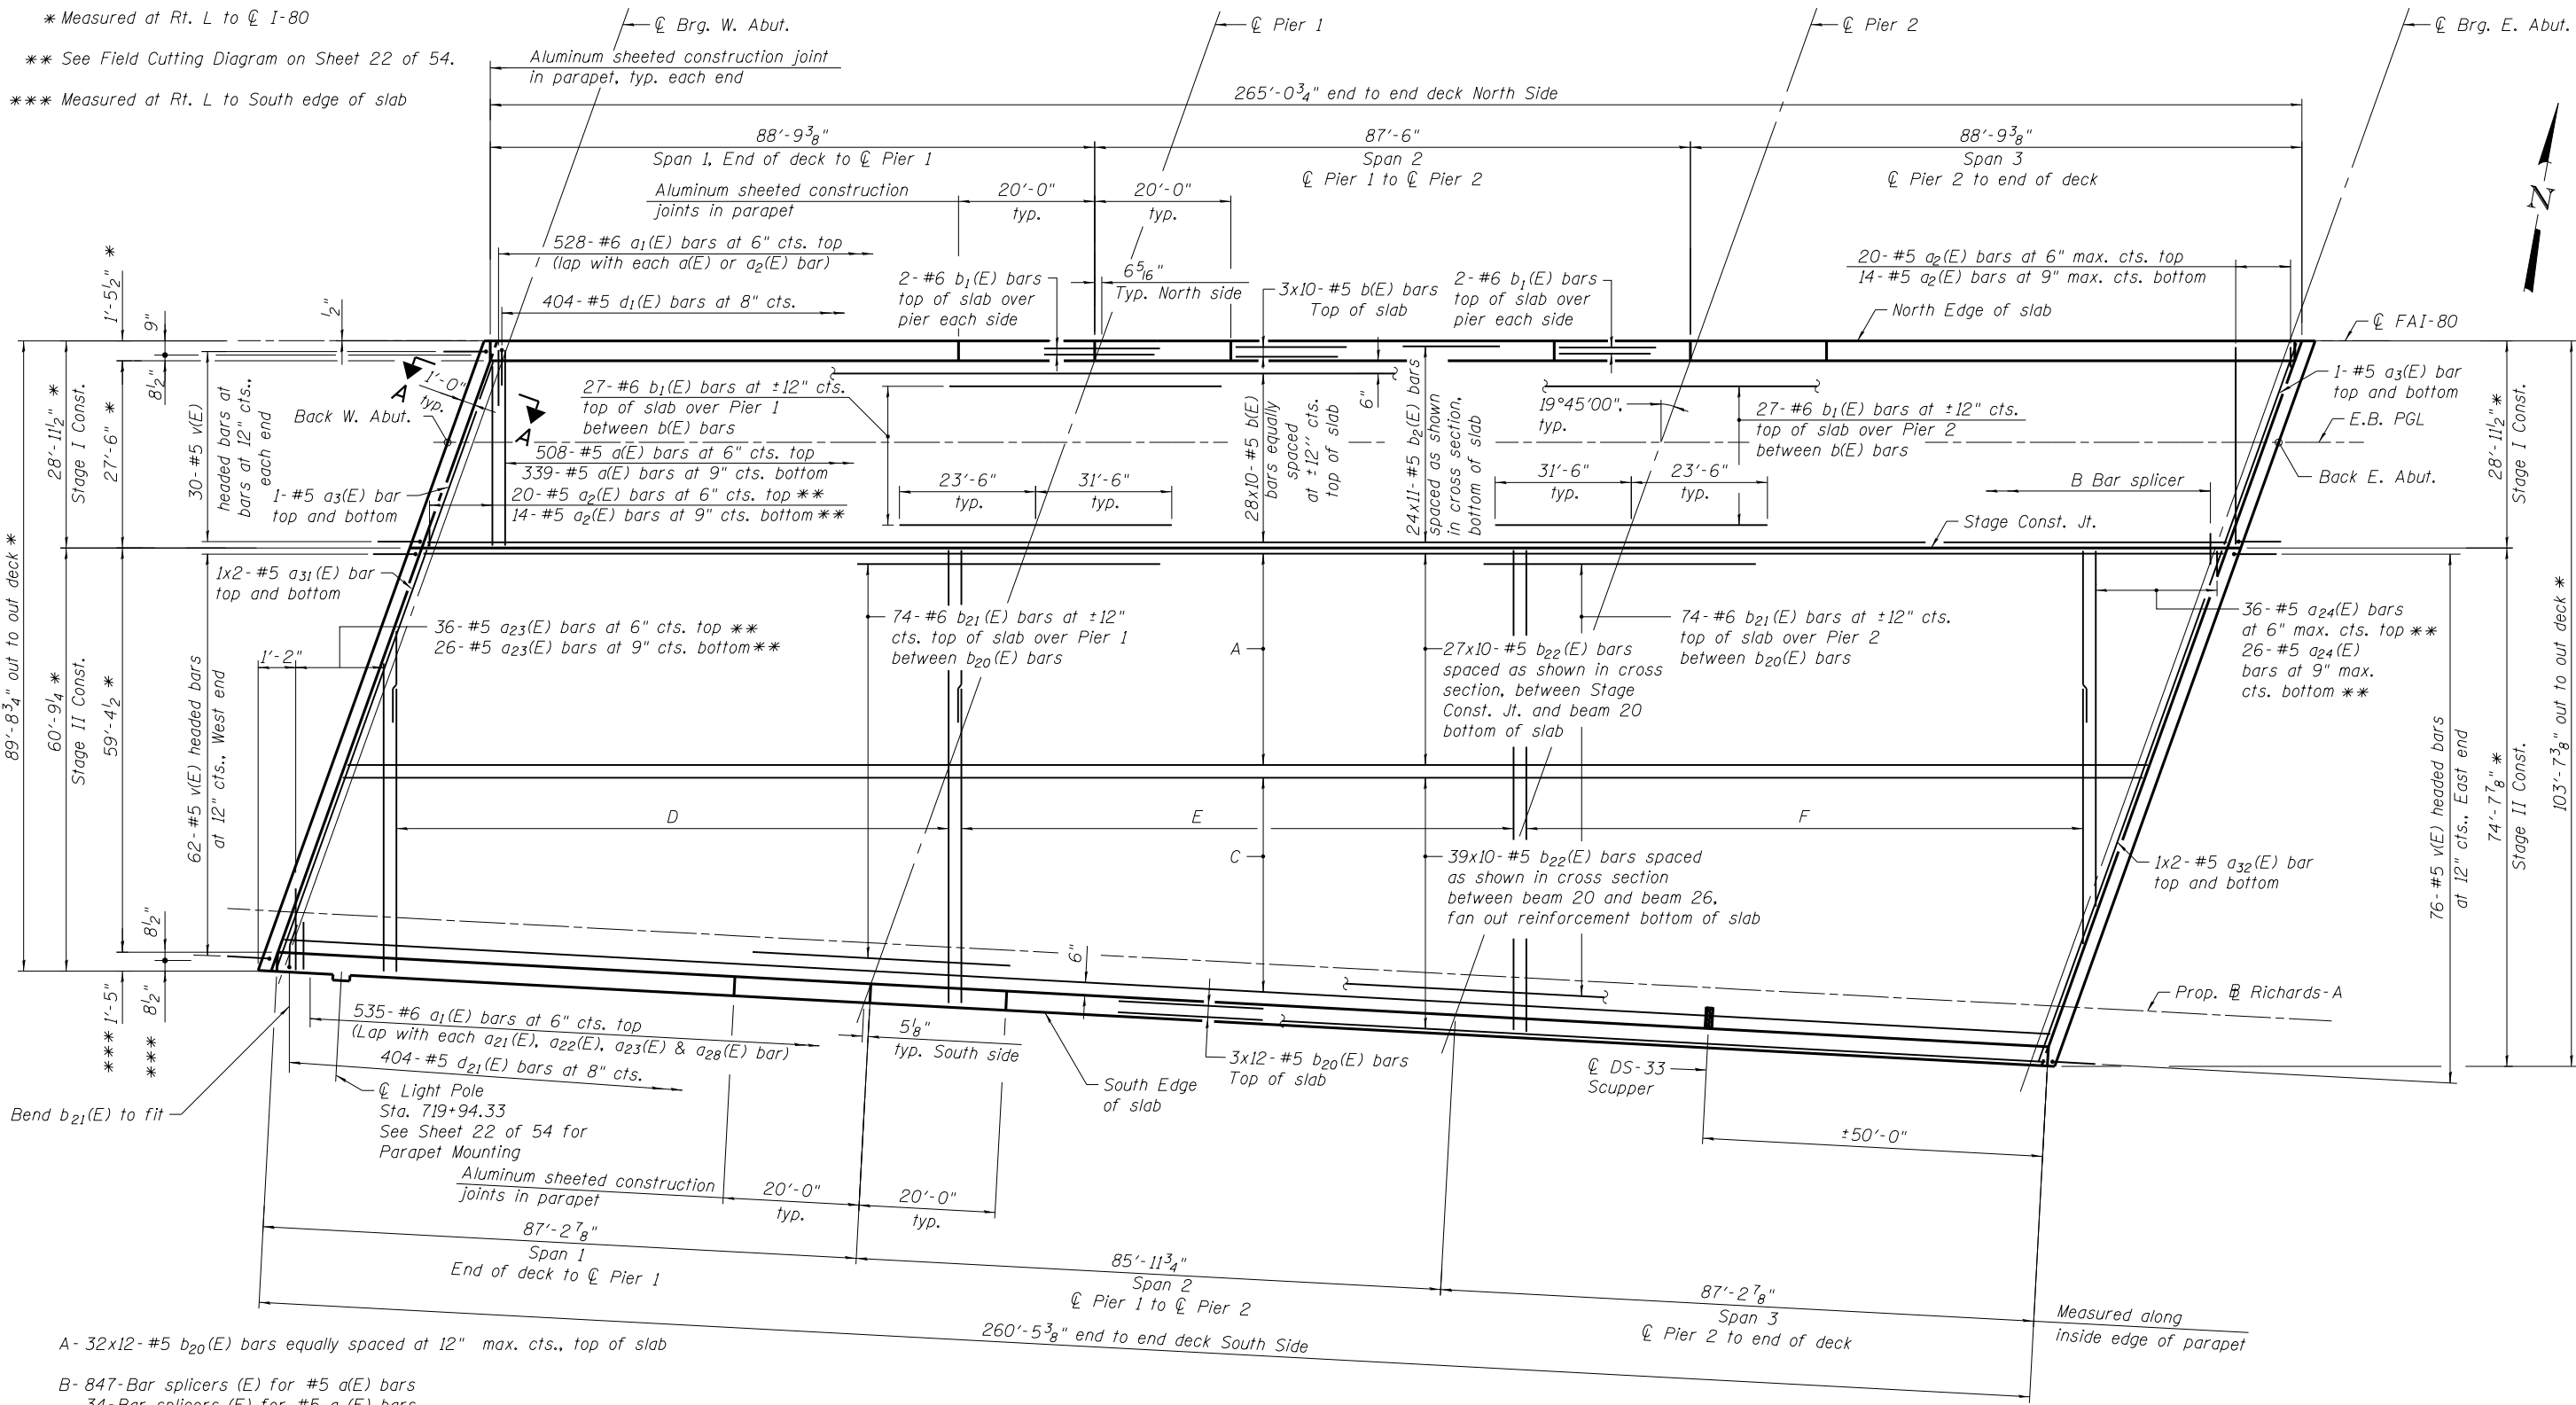 * Measured at Rt. L to ℄ I-80
** See Field Cutting Diagram on Sheet 22 of 54.
*** Measured at Rt. L to South edge of slab
℄ Brg. W. Abut.
℄ Pier 1
℄ Pier 2
℄ Brg. E. Abut.
Aluminum sheeted construction joint
in parapet, typ. each end
265'-0¾" end to end deck North Side
88'-9⅜"
Span 1, End of deck to ℄ Pier 1
87'-6"
Span 2
℄ Pier 1 to ℄ Pier 2
88'-9⅜"
Span 3
℄ Pier 2 to end of deck
N
Aluminum sheeted construction
joints in parapet
20'-0"
typ.
20'-0"
typ.
528-#6 a1(E) bars at 6" cts. top
(lap with each a(E) or a2(E) bar)
404-#5 d1(E) bars at 8" cts.
2-#6 b1(E) bars
top of slab over
pier each side
6 5/16"
Typ. North side
3x10-#5 b(E) bars
Top of slab
2-#6 b1(E) bars
top of slab over
pier each side
20-#5 a2(E) bars at 6" max. cts. top
14-#5 a2(E) bars at 9" max. cts. bottom
North Edge of slab
℄ FAI-80
1'-5½" *
9"
8½"
½"
89'-8¾" out to out deck *
28'-11½" *
Stage I Const.
27'-6" *
30-#5 v(E)
headed bars at
bars at 12" cts.,
each end
A
A
1'-0"
typ.
Back W. Abut.
27-#6 b1(E) bars at ±12" cts.
top of slab over Pier 1
between b(E) bars
508-#5 a(E) bars at 6" cts. top
339-#5 a(E) bars at 9" cts. bottom
20-#5 a2(E) bars at 6" cts. top **
14-#5 a2(E) bars at 9" cts. bottom **
1-#5 a3(E) bar
top and bottom
23'-6"
typ.
31'-6"
typ.
28x10-#5 b(E)
bars equally
spaced
at ±12" cts.
top of slab
6"
24x11-#5 b2(E) bars
spaced as shown
in cross section,
bottom of slab
19°45'00",
typ.
27-#6 b1(E) bars at ±12" cts.
top of slab over Pier 2
between b(E) bars
31'-6"
typ.
23'-6"
typ.
1-#5 a3(E) bar
top and bottom
E.B. PGL
Back E. Abut.
B Bar splicer
Stage Const. Jt.
28'-11½" *
Stage I Const.
103'-7⅜" out to out deck *
60'-9¼" *
Stage II Const.
59'-4½" *
62-#5 v(E) headed bars
at 12" cts., West end
1x2-#5 a31(E) bar
top and bottom
1'-2"
36-#5 a23(E) bars at 6" cts. top **
26-#5 a23(E) bars at 9" cts. bottom **
74-#6 b21(E) bars at ±12"
cts. top of slab over Pier 1
between b20(E) bars
A
27x10-#5 b22(E) bars
spaced as shown in cross
section, between Stage
Const. Jt. and beam 20
bottom of slab
74-#6 b21(E) bars at ±12" cts.
top of slab over Pier 2
between b20(E) bars
36-#5 a24(E) bars
at 6" max. cts. top **
26-#5 a24(E)
bars at 9" max.
cts. bottom **
74'-7⅞" *
Stage II Const.
76-#5 v(E) headed bars
at 12" cts., East end
D
E
F
C
39x10-#5 b22(E) bars spaced
as shown in cross section
between beam 20 and beam 26,
fan out reinforcement bottom of slab
1x2-#5 a32(E) bar
top and bottom
8½"
*** 1'-5"
*** 8½"
Bend b21(E) to fit
535-#6 a1(E) bars at 6" cts. top
(Lap with each a21(E), a22(E), a23(E) & a28(E) bar)
404-#5 d21(E) bars at 8" cts.
℄ Light Pole
Sta. 719+94.33
See Sheet 22 of 54 for
Parapet Mounting
5⅛"
typ. South side
6"
South Edge
of slab
3x12-#5 b20(E) bars
Top of slab
℄ DS-33
Scupper
±50'-0"
Prop. ⅊ Richards-A
Aluminum sheeted construction
joints in parapet
20'-0"
typ.
20'-0"
typ.
87'-2⅞"
Span 1
End of deck to ℄ Pier 1
85'-11¾"
Span 2
℄ Pier 1 to ℄ Pier 2
87'-2⅞"
Span 3
℄ Pier 2 to end of deck
Measured along
inside edge of parapet
260'-5⅜" end to end deck South Side
A- 32x12-#5 b20(E) bars equally spaced at 12" max. cts., top of slab
B- 847-Bar splicers (E) for #5 a(E) bars